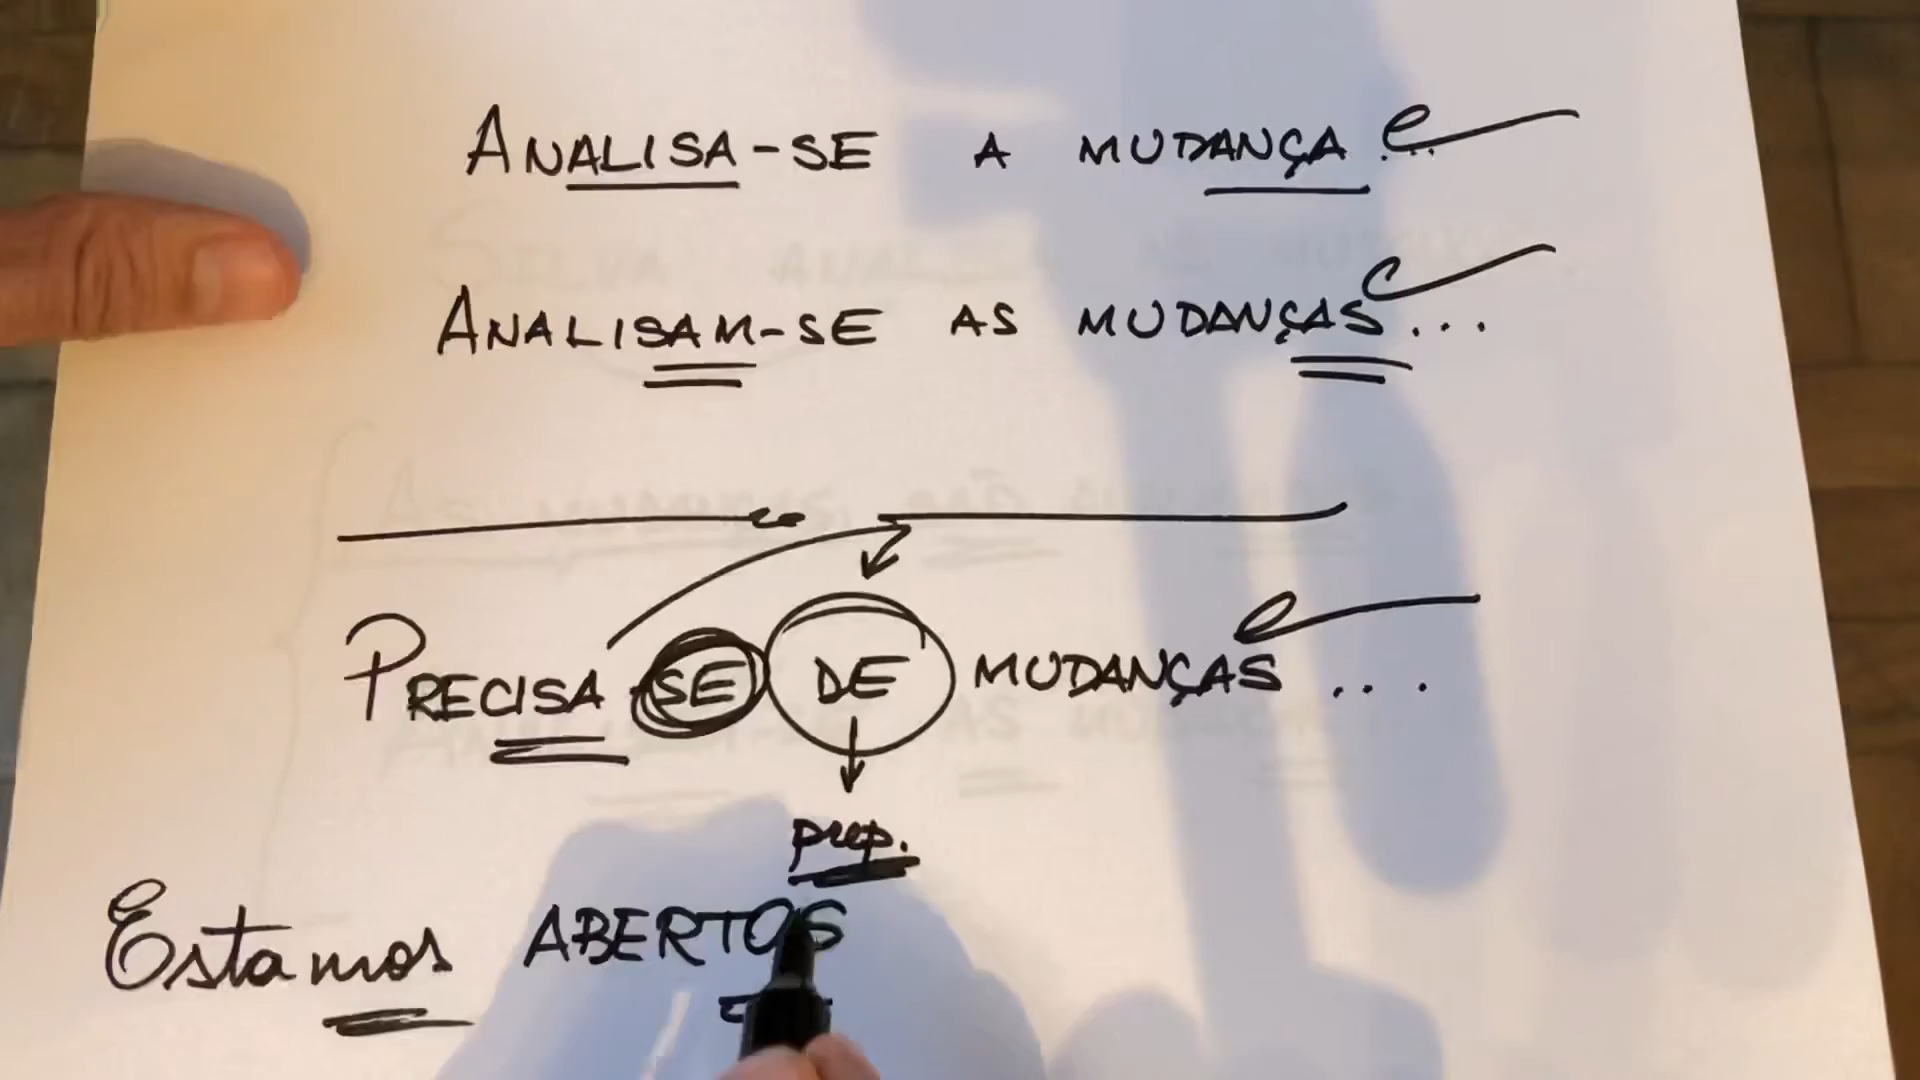 ANALISA-SE A MUDANÇA...
ANALISAM-SE AS MUDANÇAS...
PRECISA-SE DE MUDANÇAS...
prep.
Estamos ABERTOS